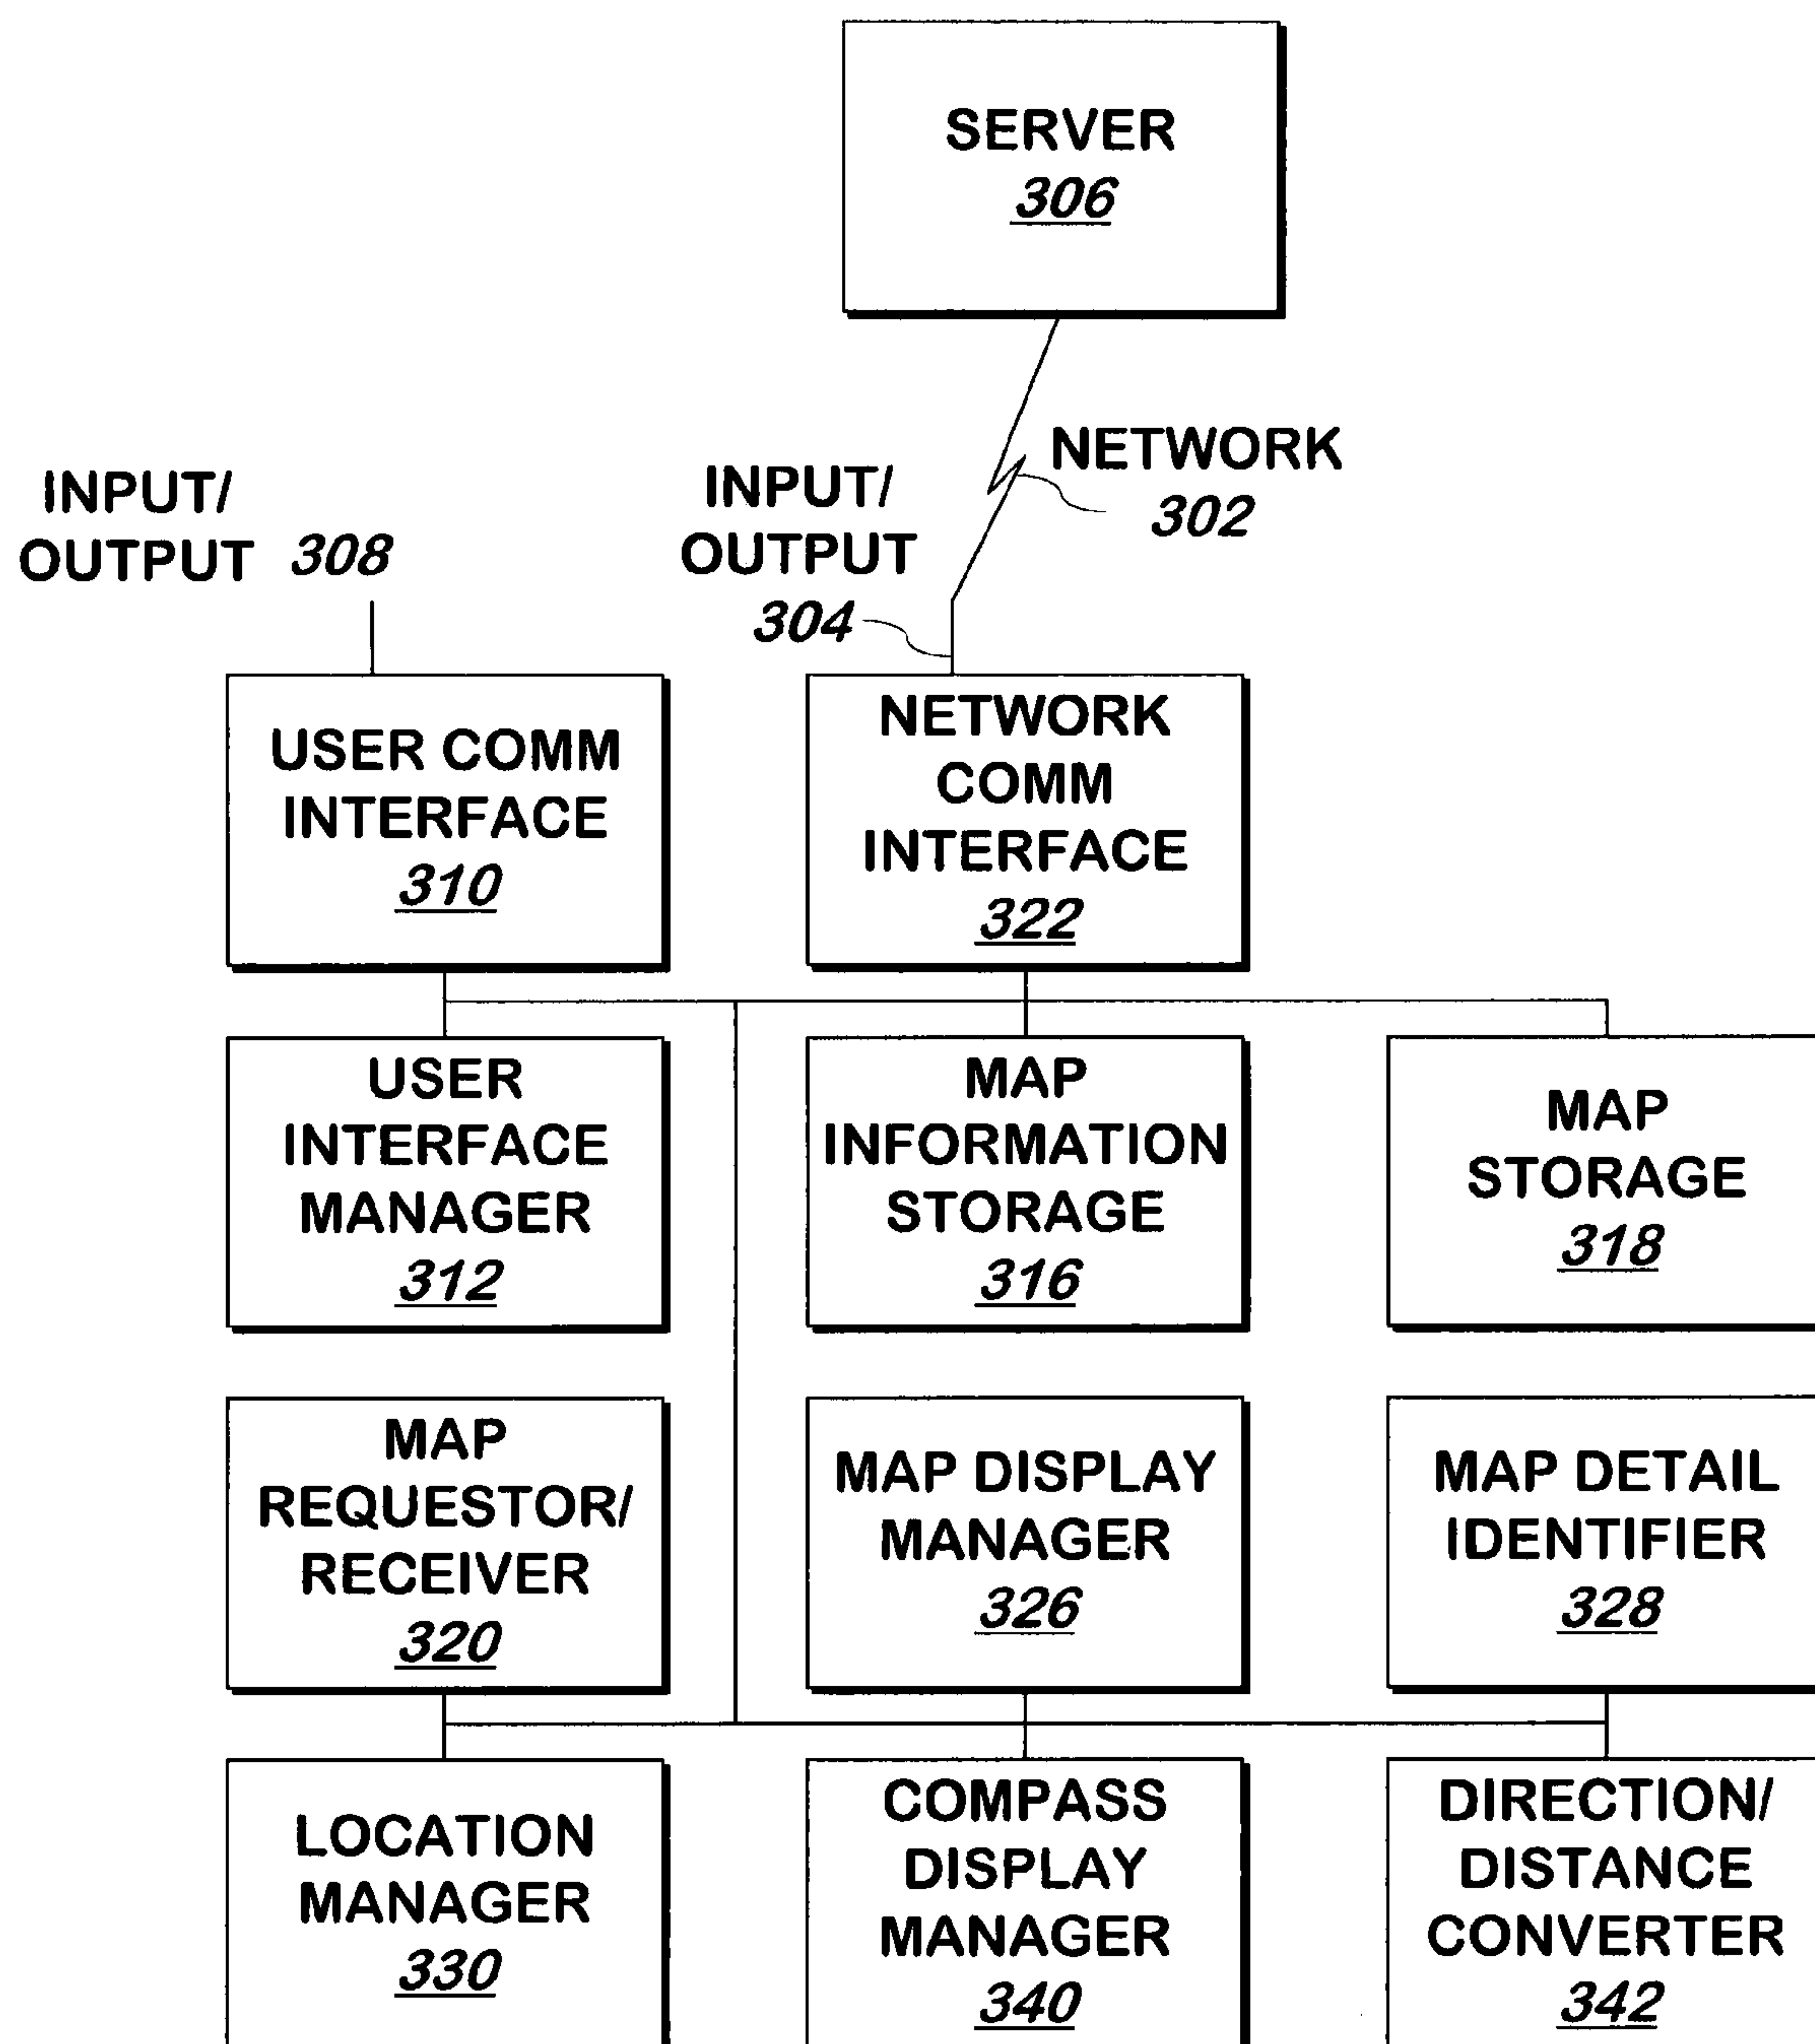 SERVER
306
NETWORK
302
INPUT/
OUTPUT 308
INPUT/
OUTPUT
304
USER COMM
INTERFACE
310
NETWORK
COMM
INTERFACE
322
USER
INTERFACE
MANAGER
312
MAP
INFORMATION
STORAGE
316
MAP
STORAGE
318
MAP
REQUESTOR/
RECEIVER
320
MAP DISPLAY
MANAGER
326
MAP DETAIL
IDENTIFIER
328
LOCATION
MANAGER
330
COMPASS
DISPLAY
MANAGER
340
DIRECTION/
DISTANCE
CONVERTER
342